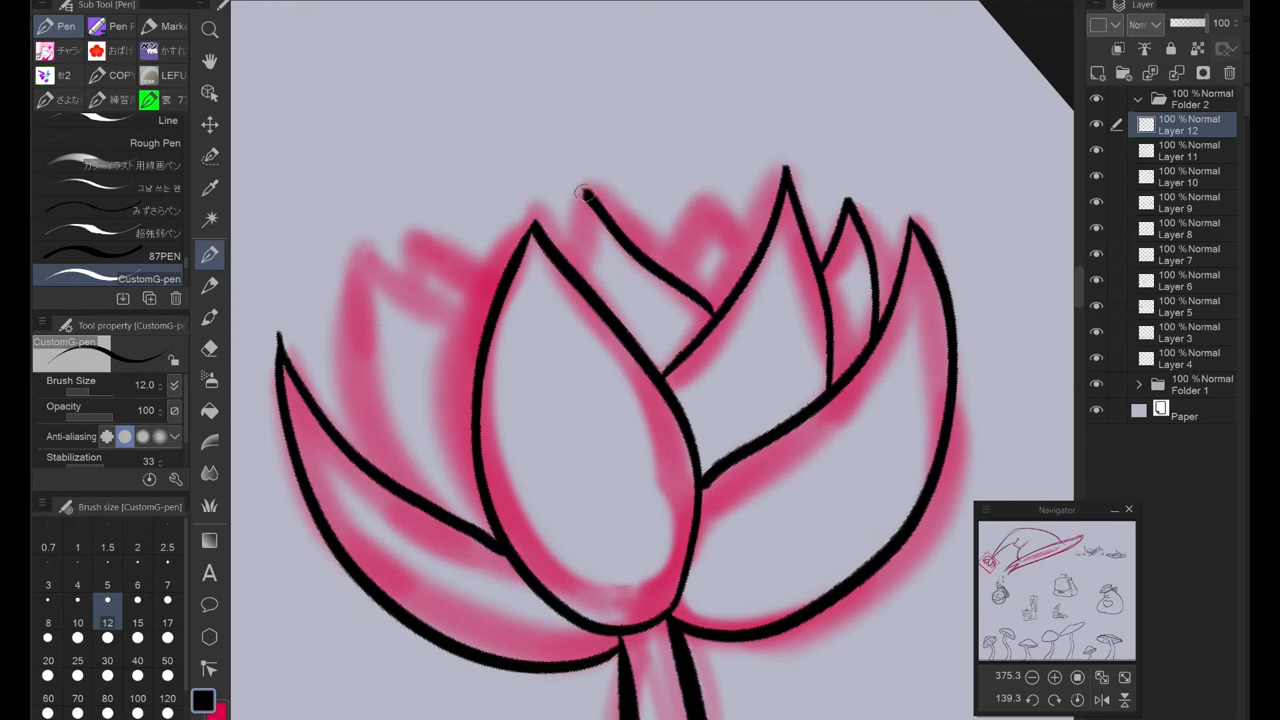 Sub Tool [Pen]
Pen
Pen P
Marke
チャラ
おばけ
かすれ
랑2
COPY
LEFU
さよな
練習用
雲 77
Line
Rough Pen
カラーイラスト用線画ペン
그냥 쓰는 펜
みずさらペン
超強弱ペン
87PEN
CustomG-pen
Tool property [CustomG-pen]
CustomG-pen
Brush Size 12.0
Opacity 100
Anti-aliasing
Stabilization 33
Brush size [CustomG-pen]
0.7 1 1.5 2 2.5
3 4 5 6 7
8 10 12 15 17
20 25 30 40 50
60 70 80 100 120
Layer
Norm 100
100 %Normal
Folder 2
100 %Normal
Layer 12
100 %Normal
Layer 11
100 %Normal
Layer 10
100 %Normal
Layer 9
100 %Normal
Layer 8
100 %Normal
Layer 7
100 %Normal
Layer 6
100 %Normal
Layer 5
100 %Normal
Layer 3
100 %Normal
Layer 4
100 %Normal
Folder 1
Paper
Navigator
375.3
139.3